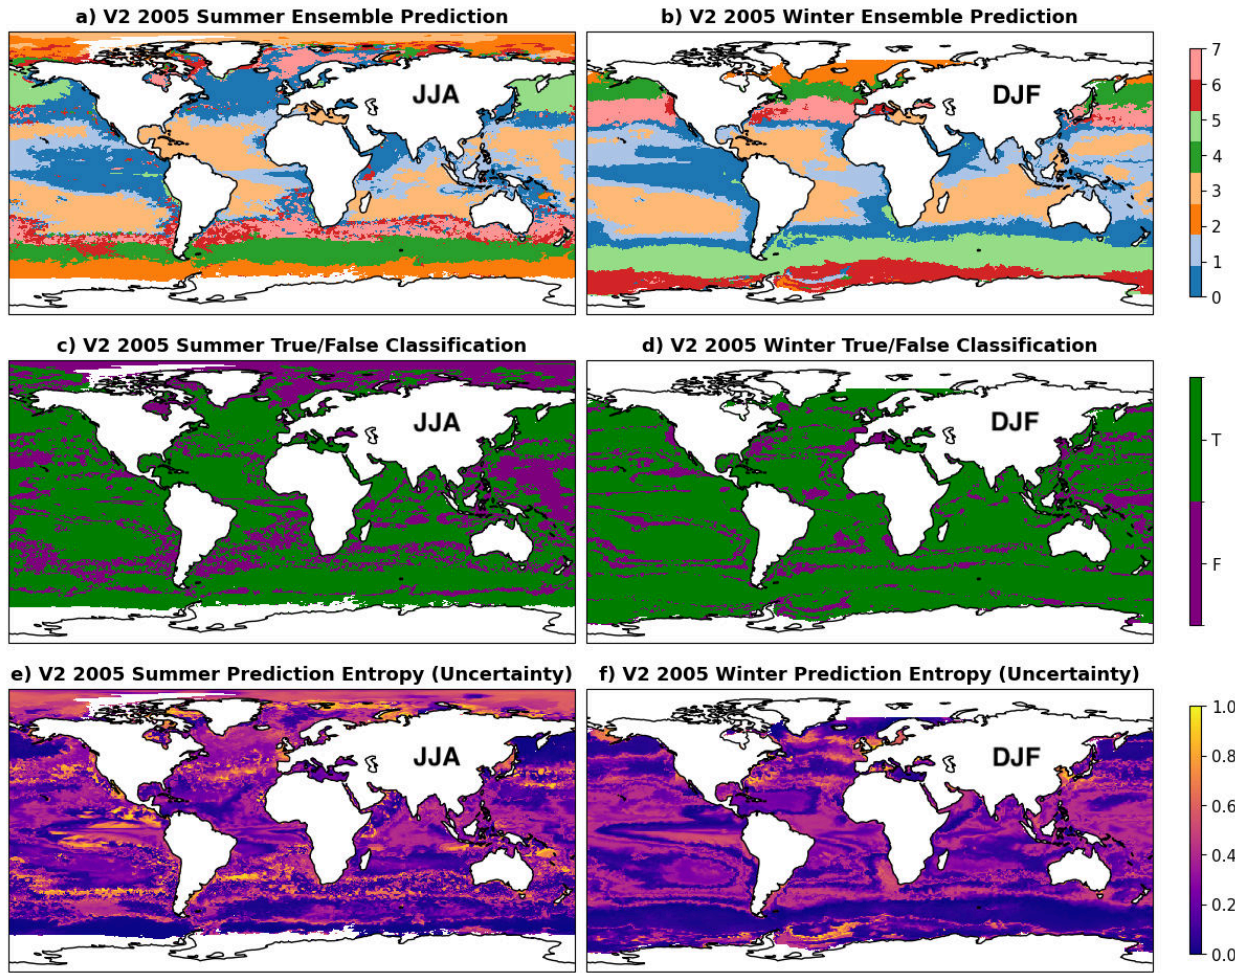 a) V2 2005 Summer Ensemble Prediction
b) V2 2005 Winter Ensemble Prediction
JJA
DJF
7
6
5
4
3
2
1
0
c) V2 2005 Summer True/False Classification
d) V2 2005 Winter True/False Classification
JJA
DJF
T
F
e) V2 2005 Summer Prediction Entropy (Uncertainty)
f) V2 2005 Winter Prediction Entropy (Uncertainty)
JJA
DJF
1.0
0.8
0.6
0.4
0.2
0.0